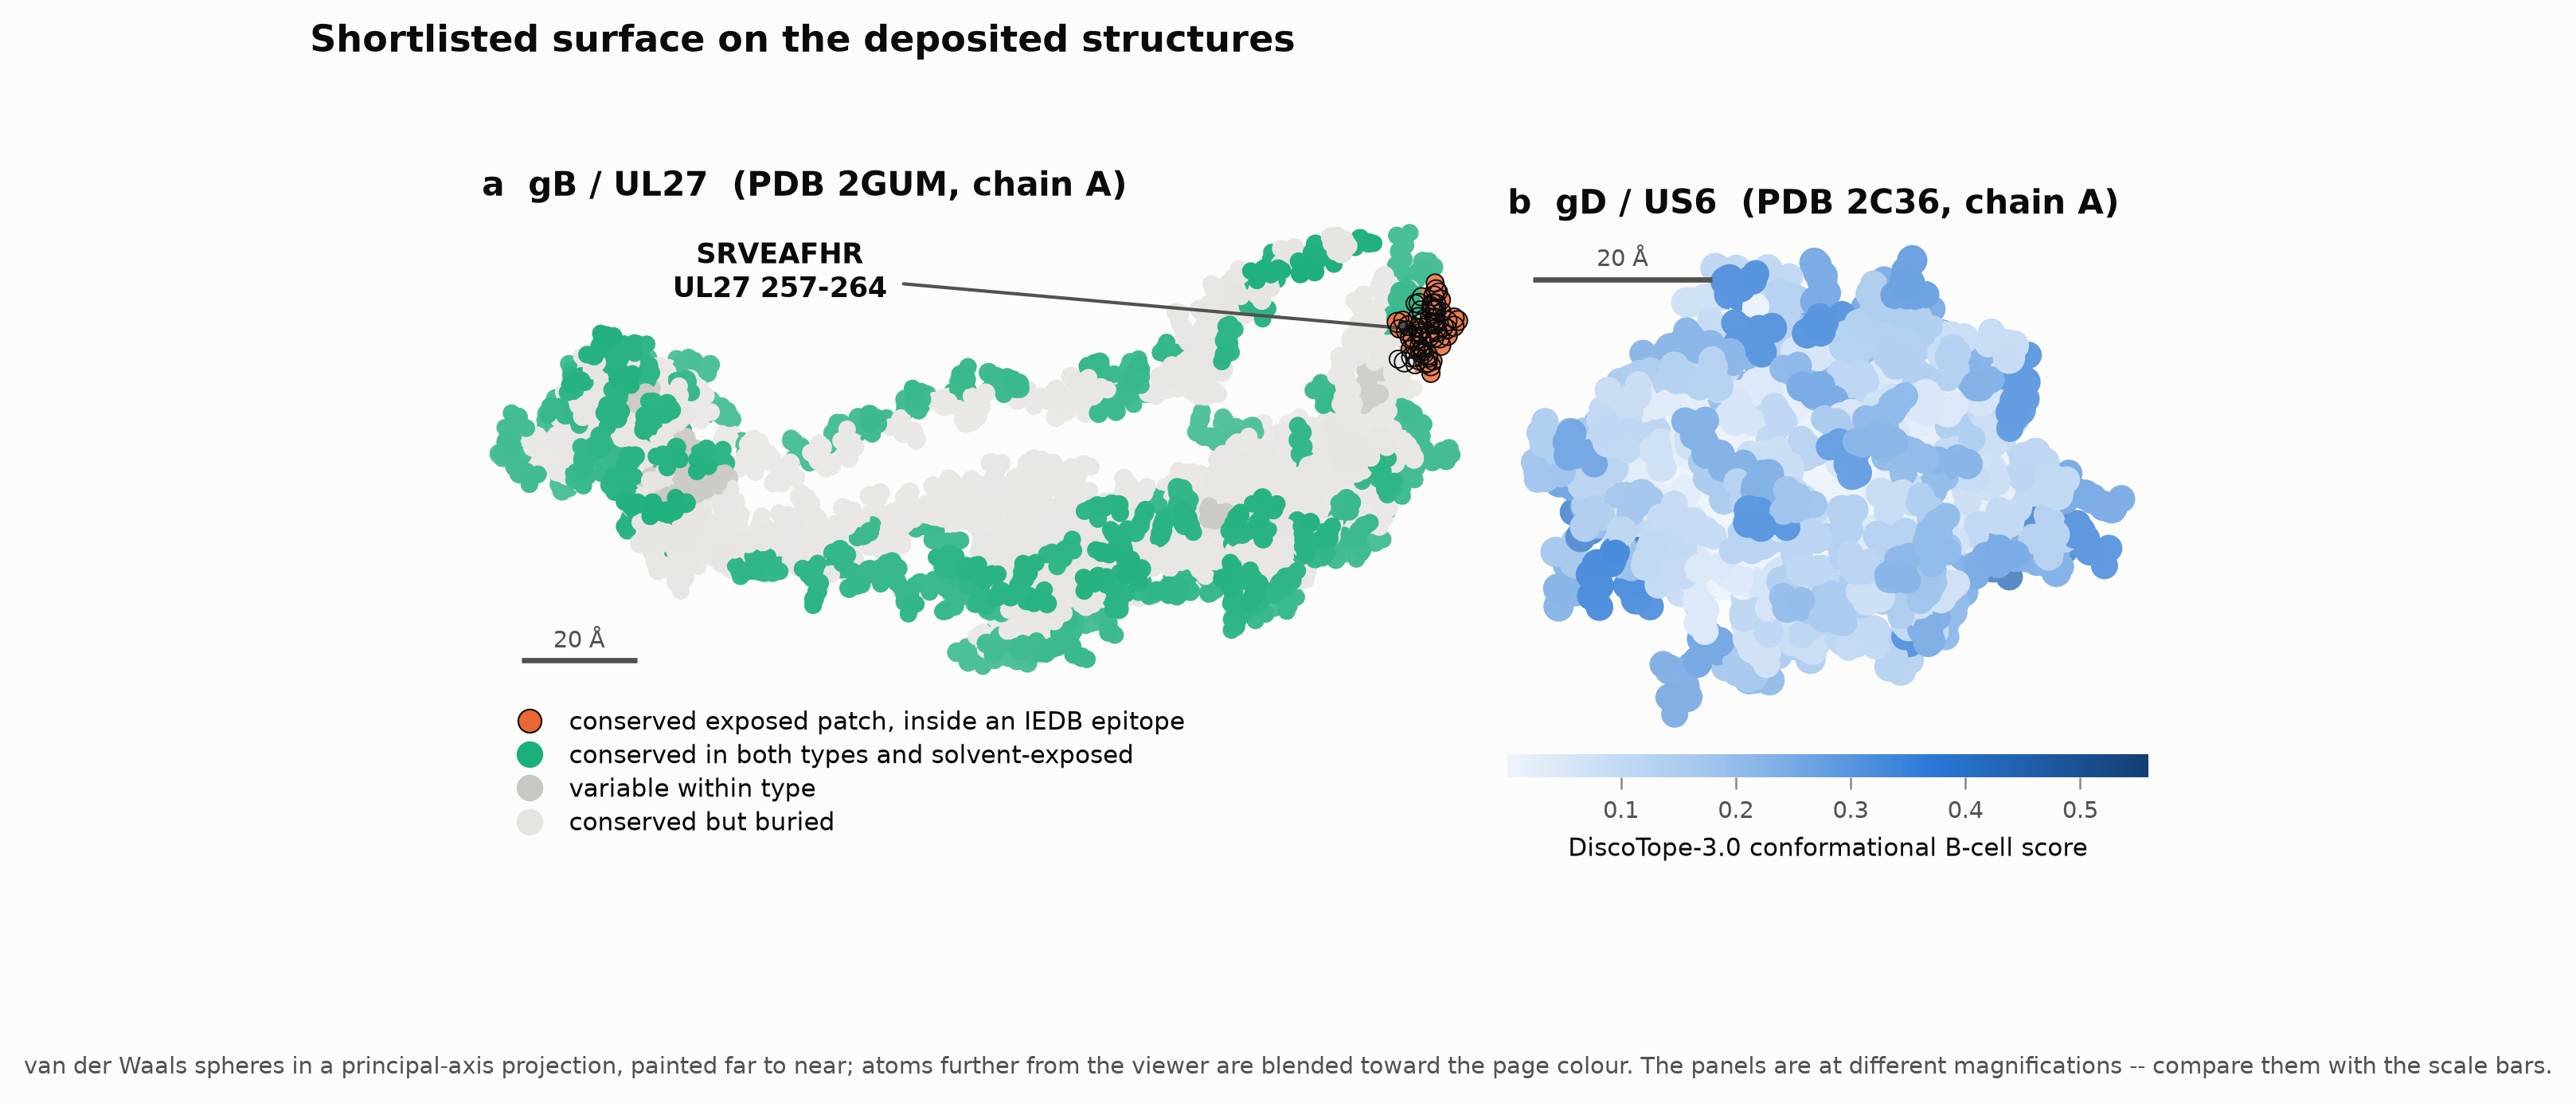 Shortlisted surface on the deposited structures
a gB / UL27 (PDB 2GUM, chain A)
SRVEAFHR
UL27 257-264
20 Å
conserved exposed patch, inside an IEDB epitope
conserved in both types and solvent-exposed
variable within type
conserved but buried
b gD / US6 (PDB 2C36, chain A)
20 Å
0.1 0.2 0.3 0.4 0.5
DiscoTope-3.0 conformational B-cell score
van der Waals spheres in a principal-axis projection, painted far to near; atoms further from the viewer are blended toward the page colour. The panels are at different magnifications -- compare them with the scale bars.